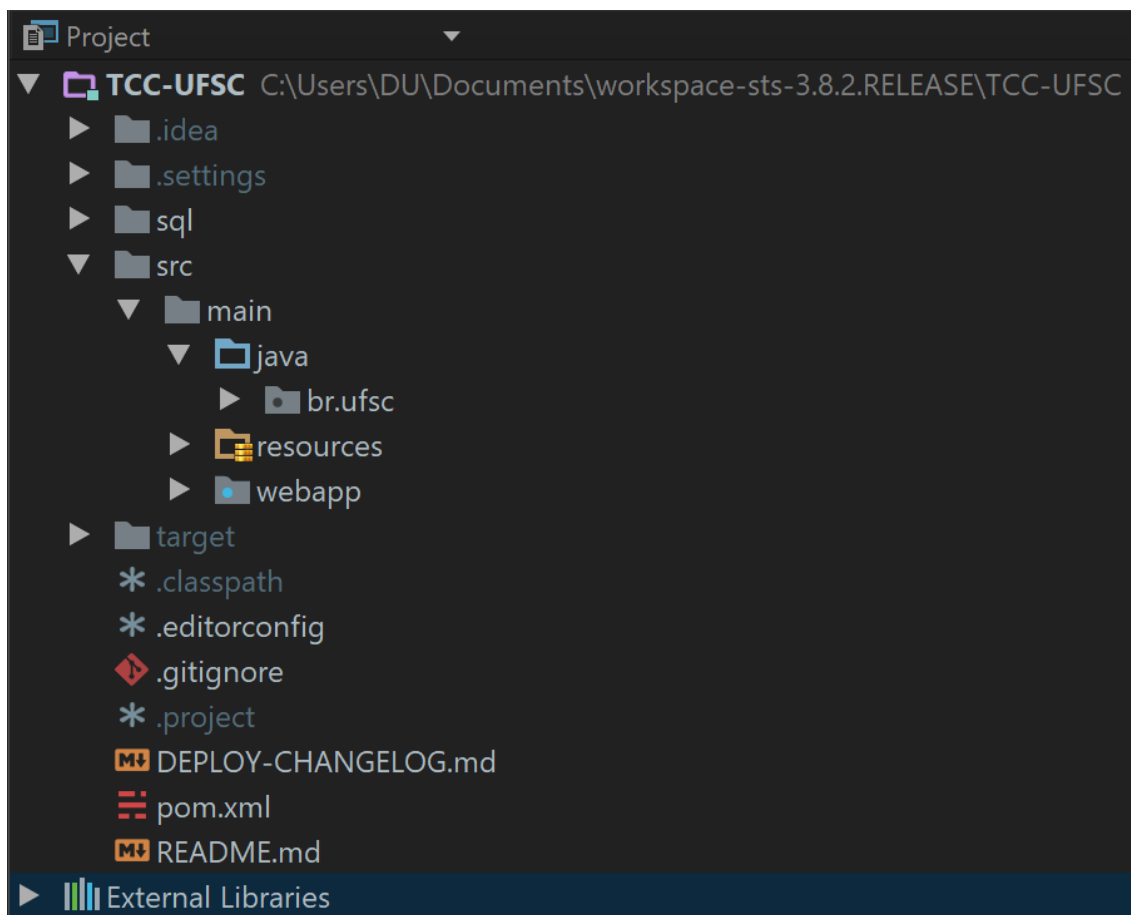 Project
TCC-UFSC C:\Users\DU\Documents\workspace-sts-3.8.2.RELEASE\TCC-UFSC
.idea
.settings
sql
src
main
java
br.ufsc
resources
webapp
target
.classpath
.editorconfig
.gitignore
.project
M↓ DEPLOY-CHANGELOG.md
pom.xml
M↓ README.md
External Libraries